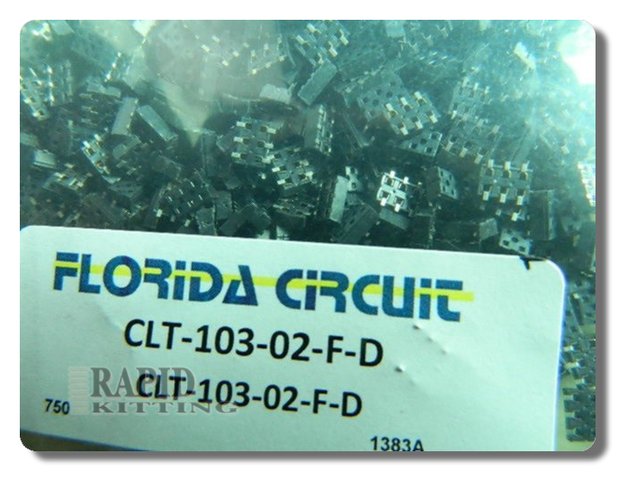 FLORIDA CIRCUIT
CLT-103-02-F-D
RAPID
KITTING
CLT-103-02-F-D
750
1383A